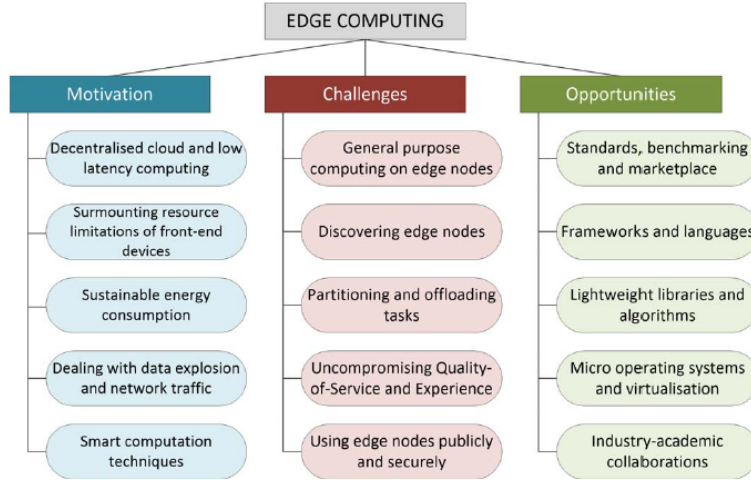 EDGE COMPUTING
Motivation
Decentralised cloud and low
latency computing
Surmounting resource
limitations of front-end
devices
Sustainable energy
consumption
Dealing with data explosion
and network traffic
Smart computation
techniques
Challenges
General purpose
computing on edge nodes
Discovering edge nodes
Partitioning and offloading
tasks
Uncompromising Quality-
of-Service and Experience
Using edge nodes publicly
and securely
Opportunities
Standards, benchmarking
and marketplace
Frameworks and languages
Lightweight libraries and
algorithms
Micro operating systems
and virtualisation
Industry-academic
collaborations